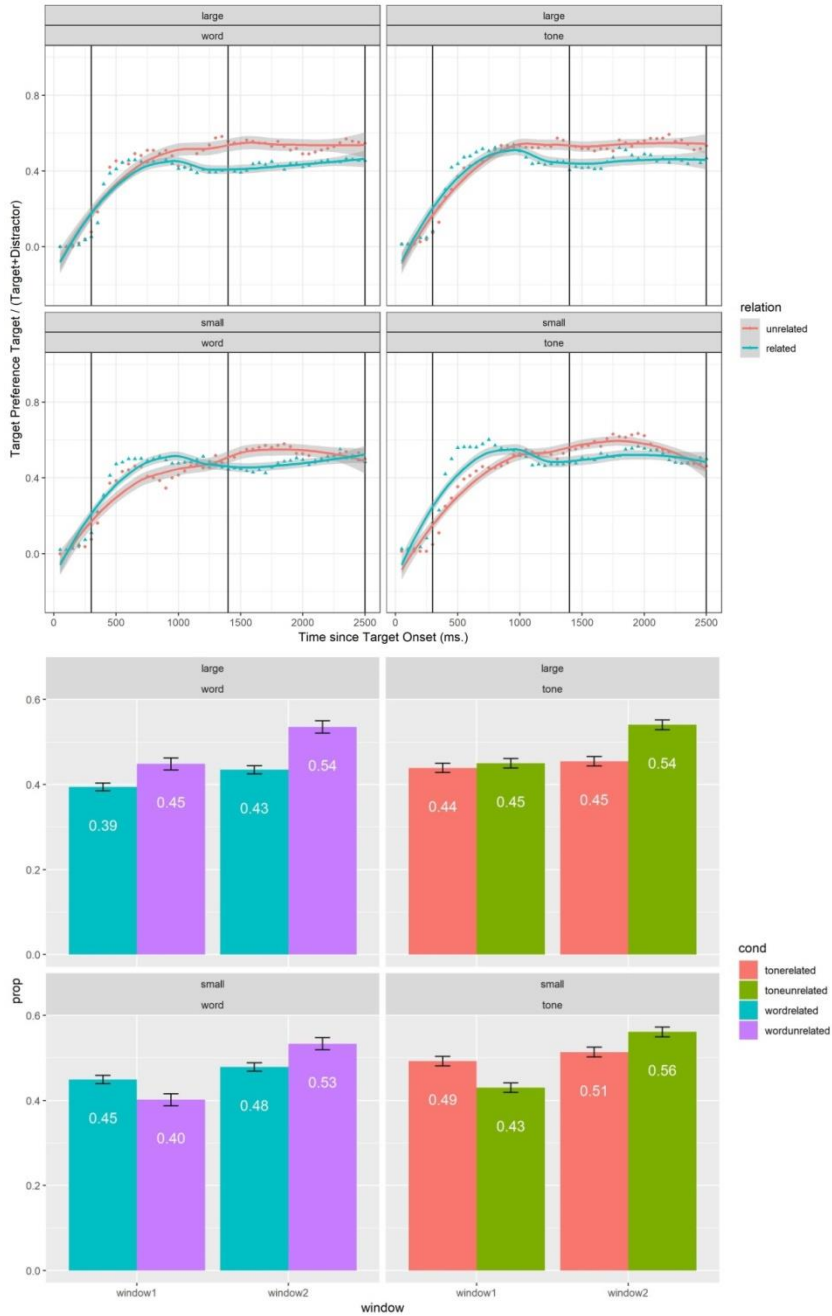 large
large
word
tone
0.8
0.4
0.0
Target Preference Target / (Target+Distractor)
relation
unrelated
related
small
small
word
tone
0.8
0.4
0.0
0
500
1000
1500
2000
2500
0
500
1000
1500
2000
2500
Time since Target Onset (ms.)
large
large
word
tone
0.6
0.4
0.2
0.0
0.39
0.45
0.43
0.54
0.44
0.45
0.45
0.54
prop
cond
tonerelated
toneunrelated
wordrelated
wordunrelated
small
small
word
tone
0.6
0.4
0.2
0.0
0.45
0.40
0.48
0.53
0.49
0.43
0.51
0.56
window1
window2
window1
window2
window